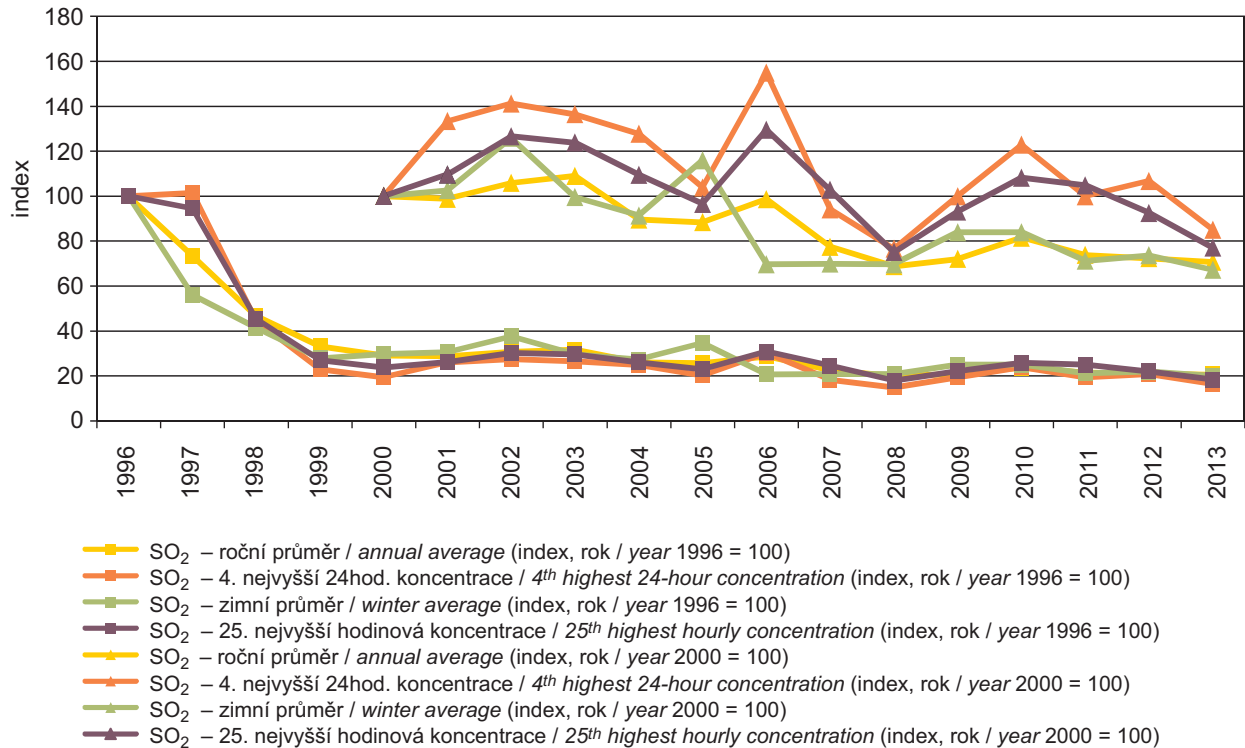 180
160
140
120
100
80
60
40
20
0
index
1996 1997 1998 1999 2000 2001 2002 2003 2004 2005 2006 2007 2008 2009 2010 2011 2012 2013
SO₂ – roční průměr / annual average (index, rok / year 1996 = 100)
SO₂ – 4. nejvyšší 24hod. koncentrace / 4th highest 24-hour concentration (index, rok / year 1996 = 100)
SO₂ – zimní průměr / winter average (index, rok / year 1996 = 100)
SO₂ – 25. nejvyšší hodinová koncentrace / 25th highest hourly concentration (index, rok / year 1996 = 100)
SO₂ – roční průměr / annual average (index, rok / year 2000 = 100)
SO₂ – 4. nejvyšší 24hod. koncentrace / 4th highest 24-hour concentration (index, rok / year 2000 = 100)
SO₂ – zimní průměr / winter average (index, rok / year 2000 = 100)
SO₂ – 25. nejvyšší hodinová koncentrace / 25th highest hourly concentration (index, rok / year 2000 = 100)